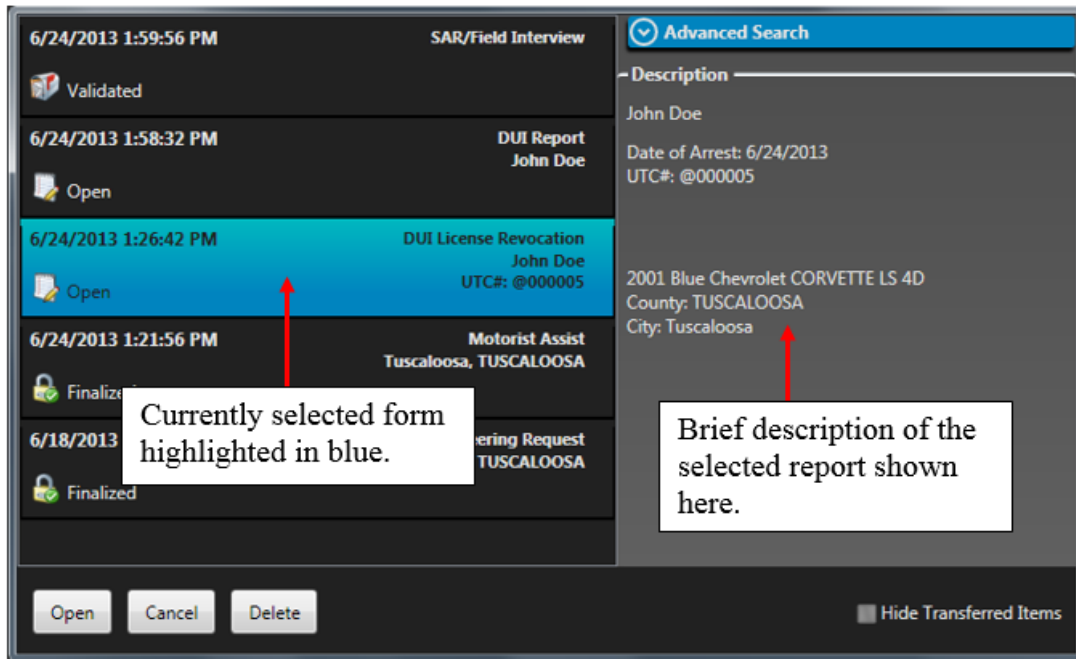 6/24/2013 1:59:56 PM SAR/Field Interview
Validated
6/24/2013 1:58:32 PM DUI Report
John Doe
Open
6/24/2013 1:26:42 PM DUI License Revocation
John Doe
UTC#: @000005
Open
6/24/2013 1:21:56 PM Motorist Assist
Tuscaloosa, TUSCALOOSA
Finalized
6/18/2013 Request
TUSCALOOSA
Finalized
Currently selected form
highlighted in blue.
Advanced Search
Description
John Doe
Date of Arrest: 6/24/2013
UTC#: @000005
2001 Blue Chevrolet CORVETTE LS 4D
County: TUSCALOOSA
City: Tuscaloosa
Brief description of the
selected report shown
here.
Open Cancel Delete Hide Transferred Items